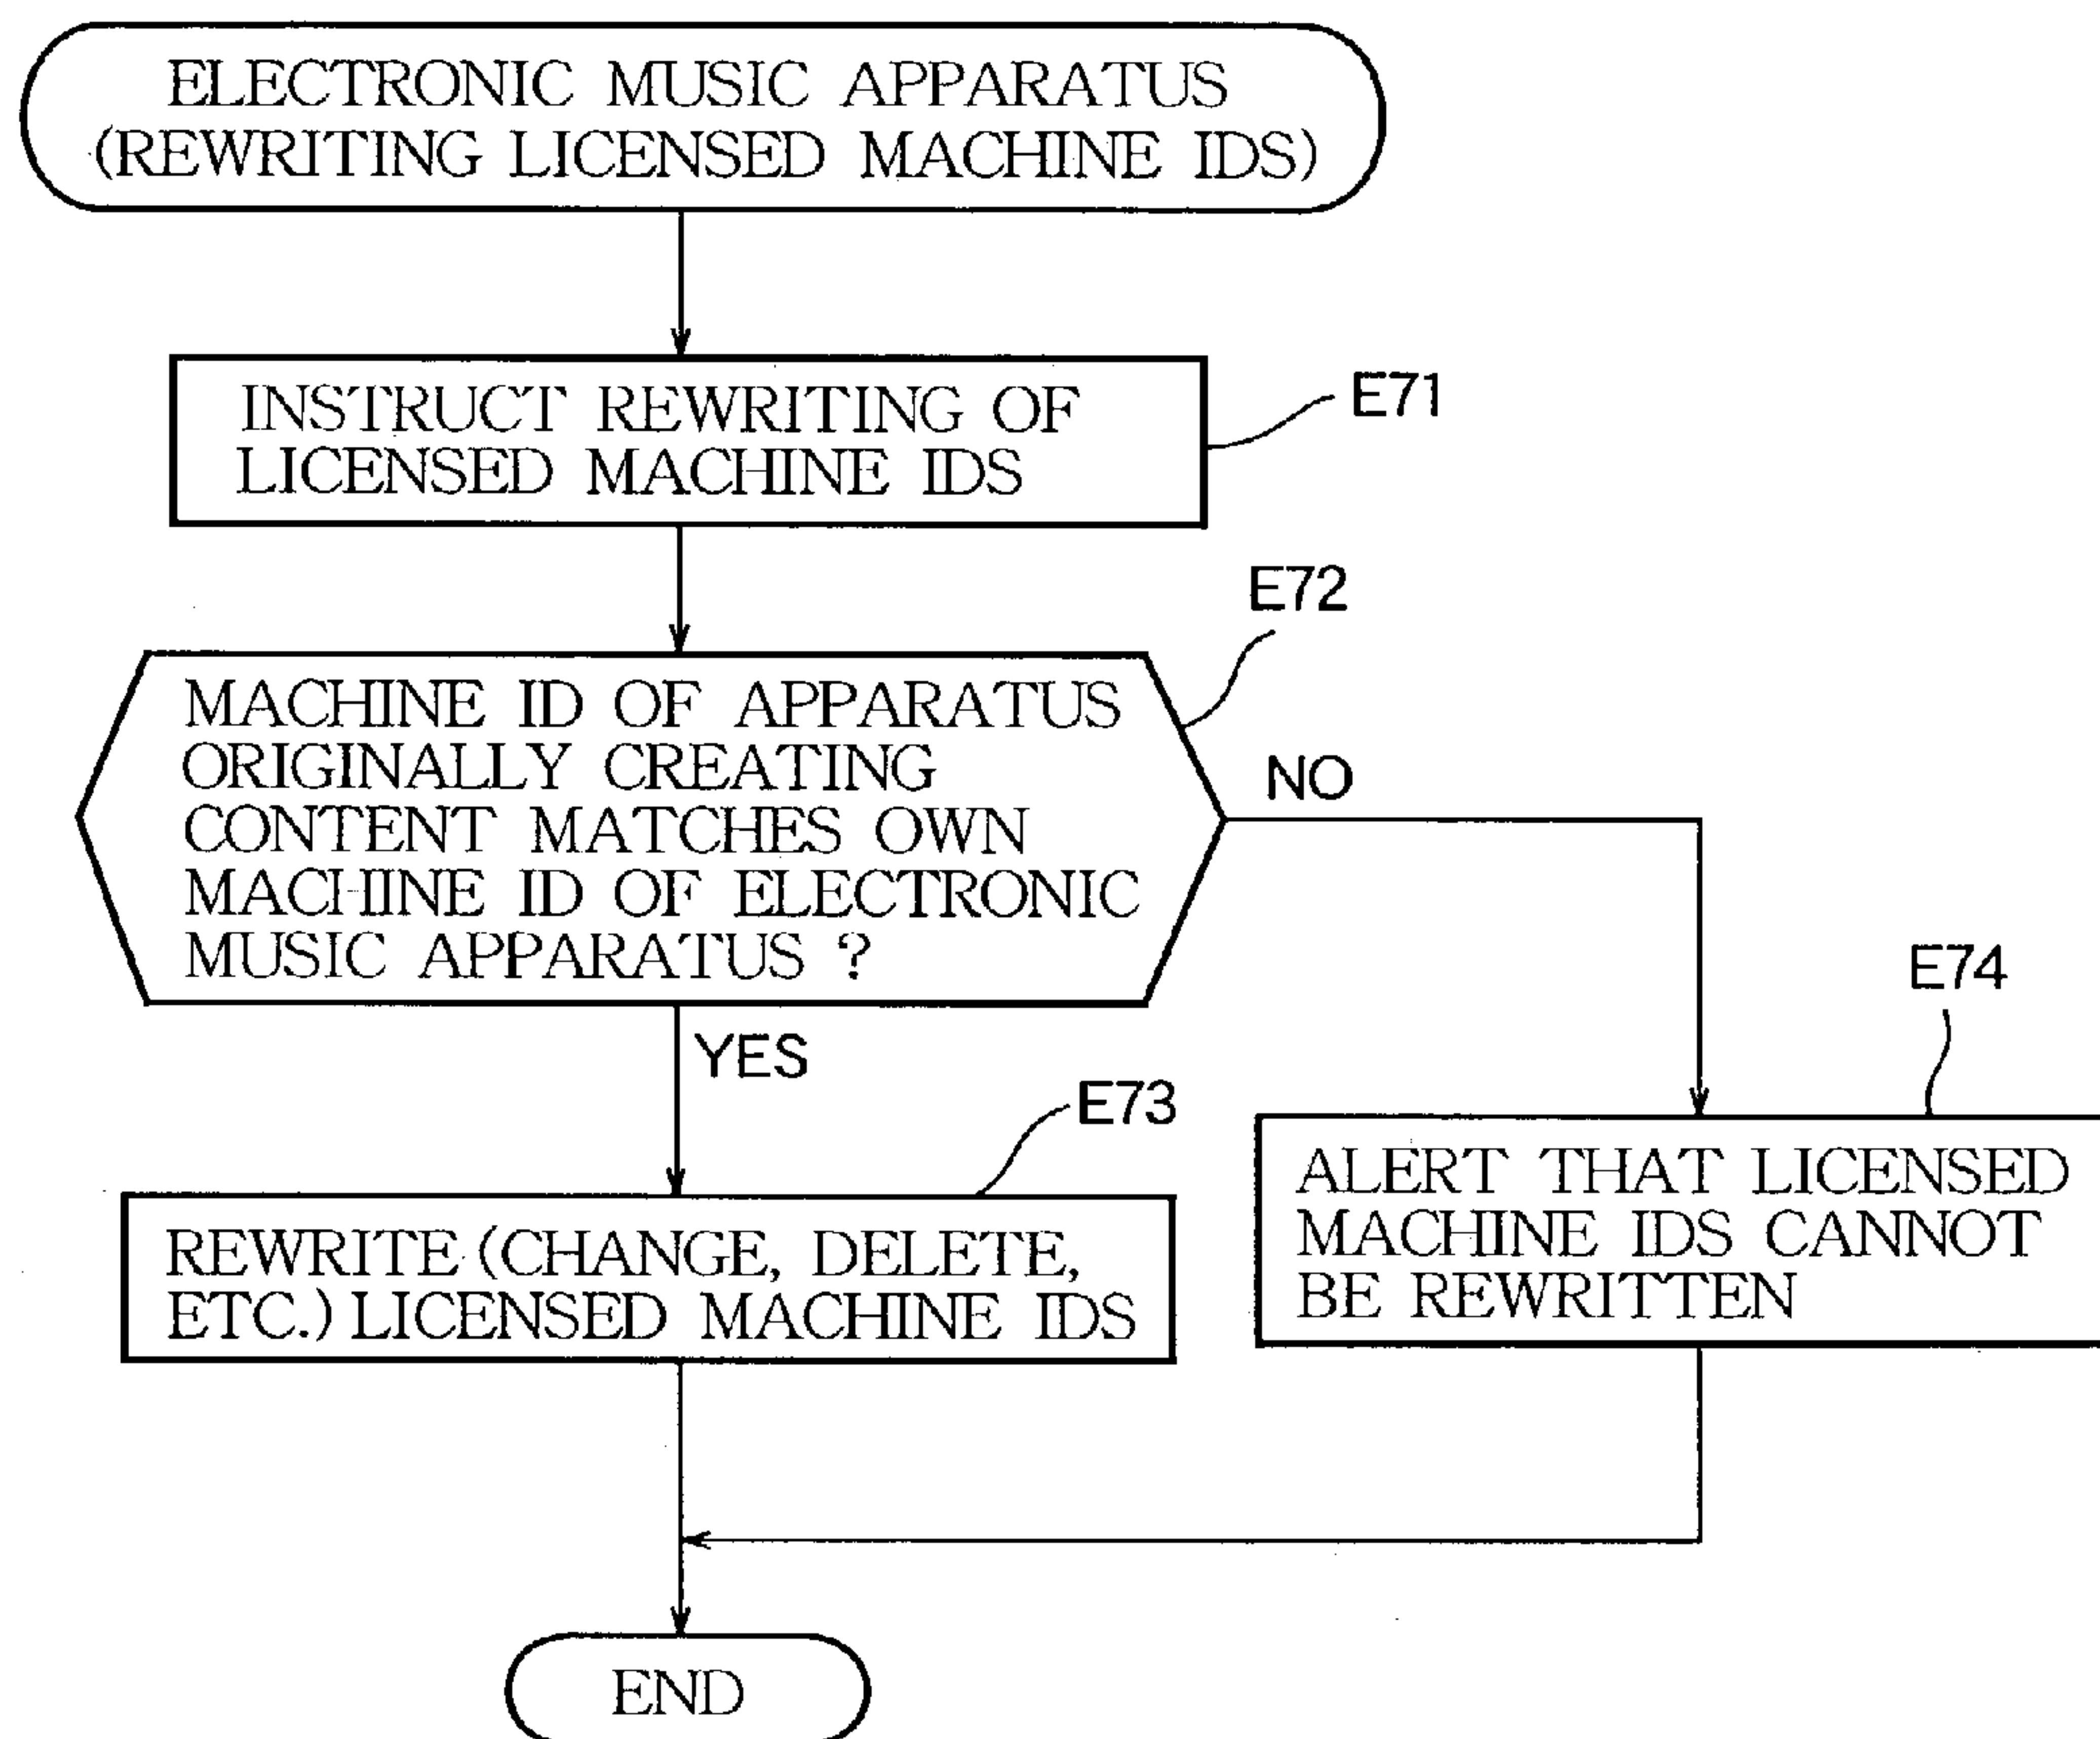 ELECTRONIC MUSIC APPARATUS
(REWRITING LICENSED MACHINE IDS)
INSTRUCT REWRITING OF
LICENSED MACHINE IDS
E71
E72
MACHINE ID OF APPARATUS
ORIGINALLY CREATING
CONTENT MATCHES OWN
MACHINE ID OF ELECTRONIC
MUSIC APPARATUS ?
NO
YES
E73
REWRITE (CHANGE, DELETE,
ETC.) LICENSED MACHINE IDS
E74
ALERT THAT LICENSED
MACHINE IDS CANNOT
BE REWRITTEN
END